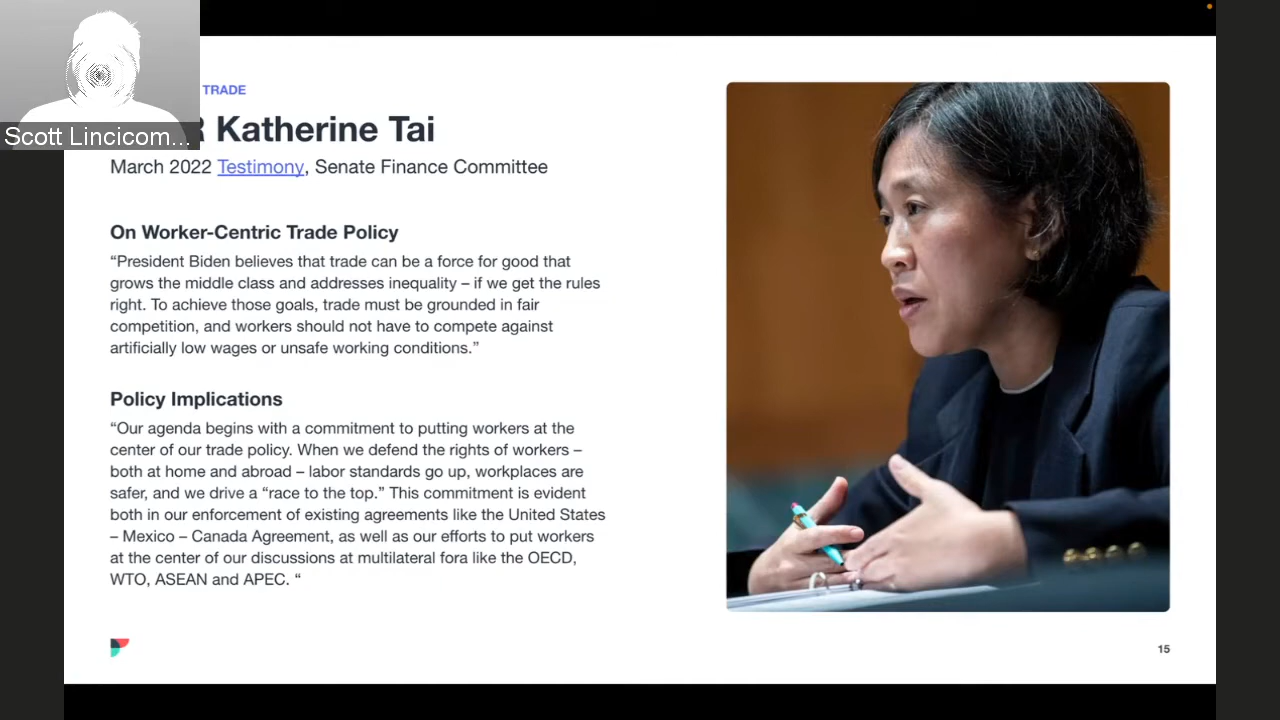 TRADE
Scott Lincicom...
Katherine Tai
March 2022 Testimony, Senate Finance Committee
On Worker-Centric Trade Policy
“President Biden believes that trade can be a force for good that
grows the middle class and addresses inequality – if we get the rules
right. To achieve those goals, trade must be grounded in fair
competition, and workers should not have to compete against
artificially low wages or unsafe working conditions.”
Policy Implications
“Our agenda begins with a commitment to putting workers at the
center of our trade policy. When we defend the rights of workers –
both at home and abroad – labor standards go up, workplaces are
safer, and we drive a “race to the top.” This commitment is evident
both in our enforcement of existing agreements like the United States
– Mexico – Canada Agreement, as well as our efforts to put workers
at the center of our discussions at multilateral fora like the OECD,
WTO, ASEAN and APEC. “
15